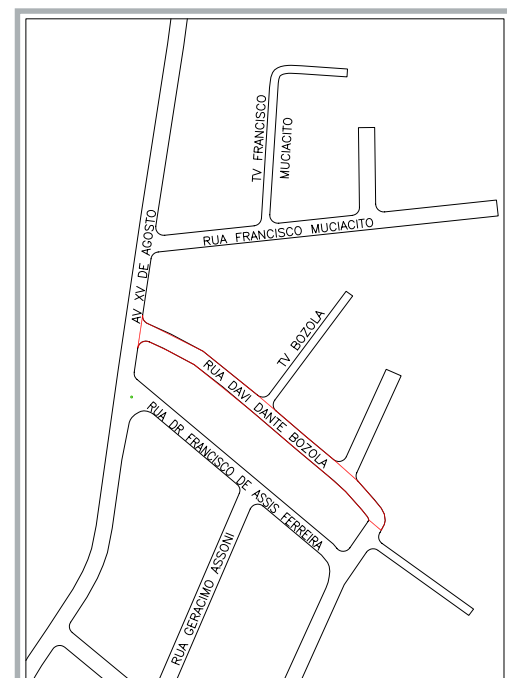 TV FRANCISCO
MUCIACITO
RUA FRANCISCO MUCIACITO
AV XV DE AGOSTO
TV BOZOLA
RUA DAVI DANTE BOZOLA
RUA DR FRANCISCO DE ASSIS FERREIRA
RUA GERACIMO ASSONI